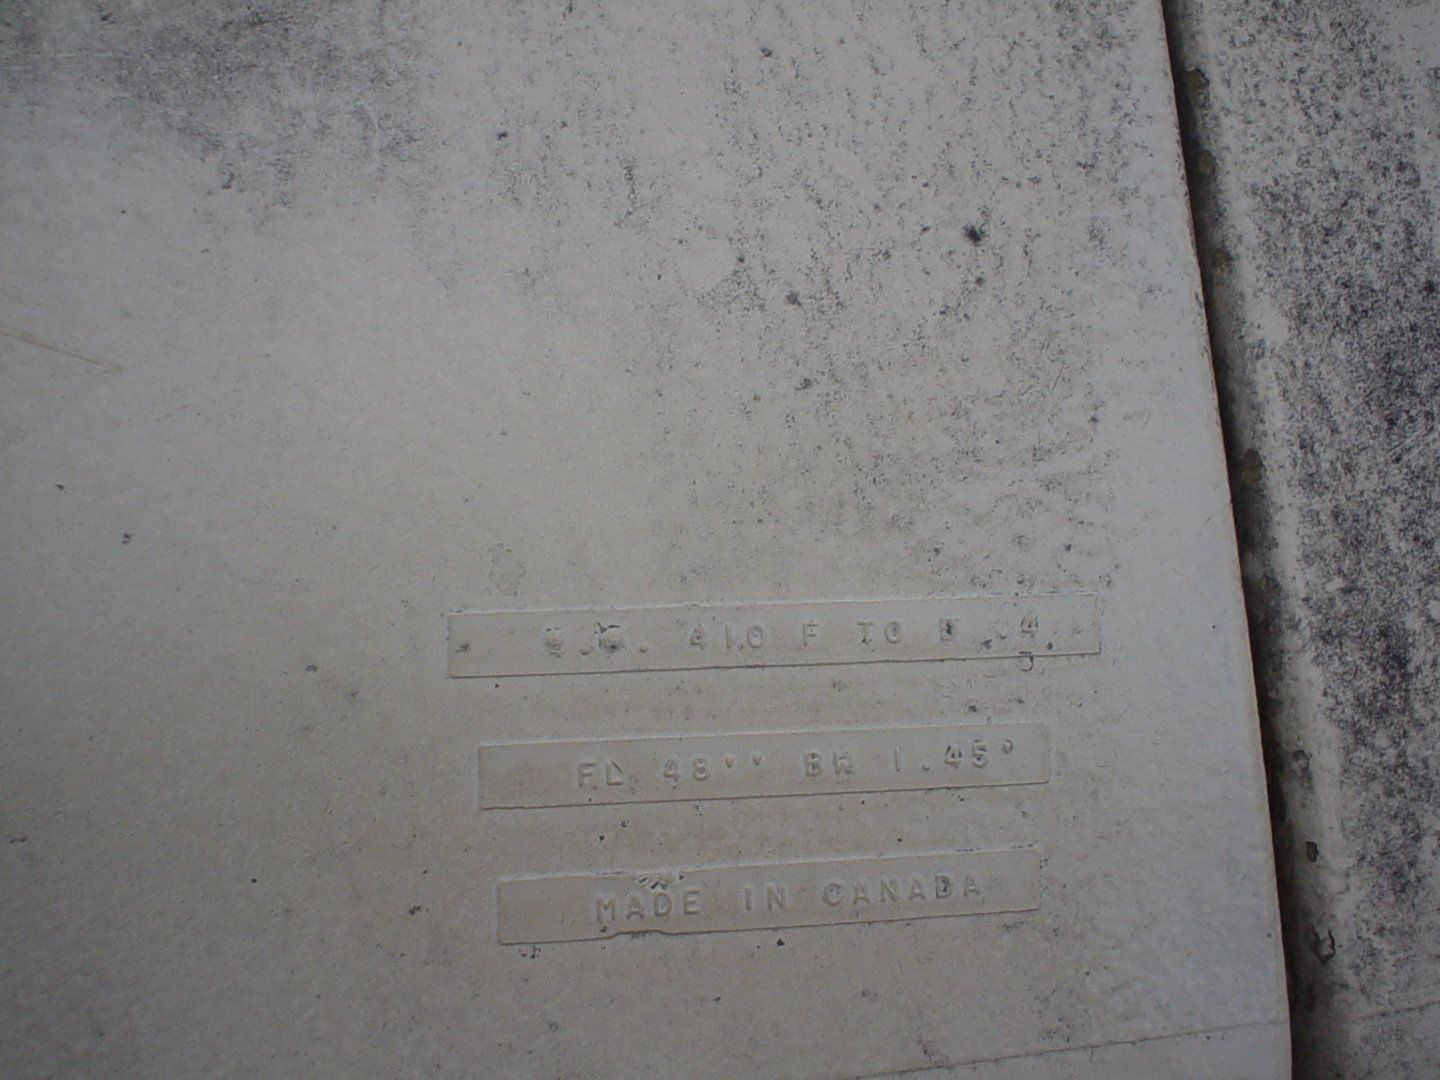 410 F TO
FL 48'' BW 1.45'
MADE IN CANADA